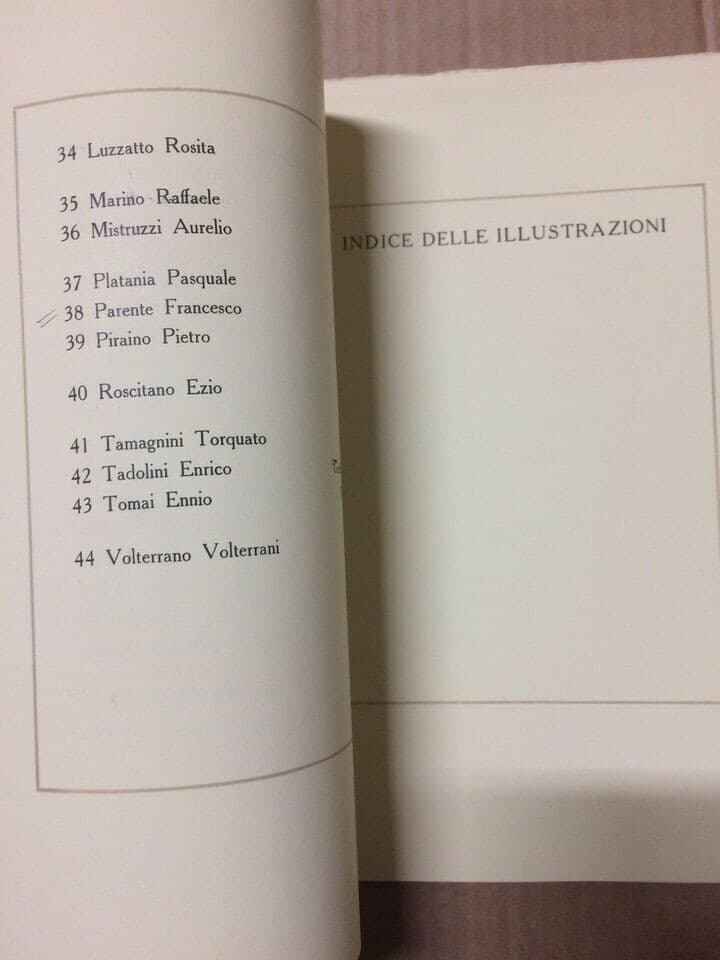 34 Luzzatto Rosita
35 Marino Raffaele
36 Mistruzzi Aurelio
37 Platania Pasquale
38 Parente Francesco
39 Piraino Pietro
40 Roscitano Ezio
41 Tamagnini Torquato
42 Tadolini Enrico
43 Tomai Ennio
44 Volterrano Volterrani
INDICE DELLE ILLUSTRAZIONI